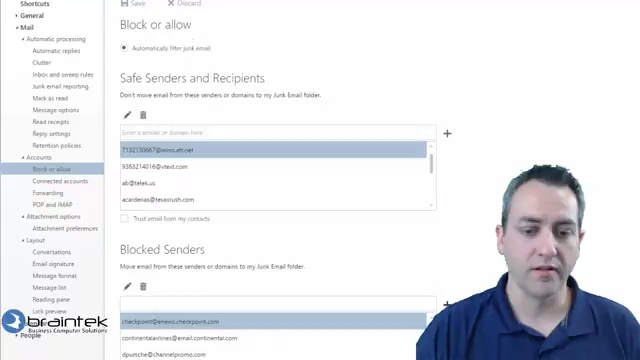 Shortcuts
General
Mail
Automatic processing
Automatic replies
Clutter
Inbox and sweep rules
Junk email reporting
Mark as read
Message options
Read receipts
Reply settings
Retention policies
Accounts
Block or allow
Connected accounts
Forwarding
POP and IMAP
Attachment options
Attachment preferences
Layout
Conversations
Email signature
Message format
Message list
Reading pane
Link preview
People
braintek
Business Computer Solutions
Save Discard
Block or allow
Automatically filter junk email
Safe Senders and Recipients
Don't move email from these senders or domains to my Junk Email folder.
Enter a sender or domain here
9363214016@vtext.com
ab@telek.us
acardenas@texasrush.com
Trust email from my contacts
Blocked Senders
Move email from these senders or domains to my Junk Email folder.
checkpoint@enews.checkpoint.com
continentalairlines@email.continental.com
dpursche@channelpromo.com